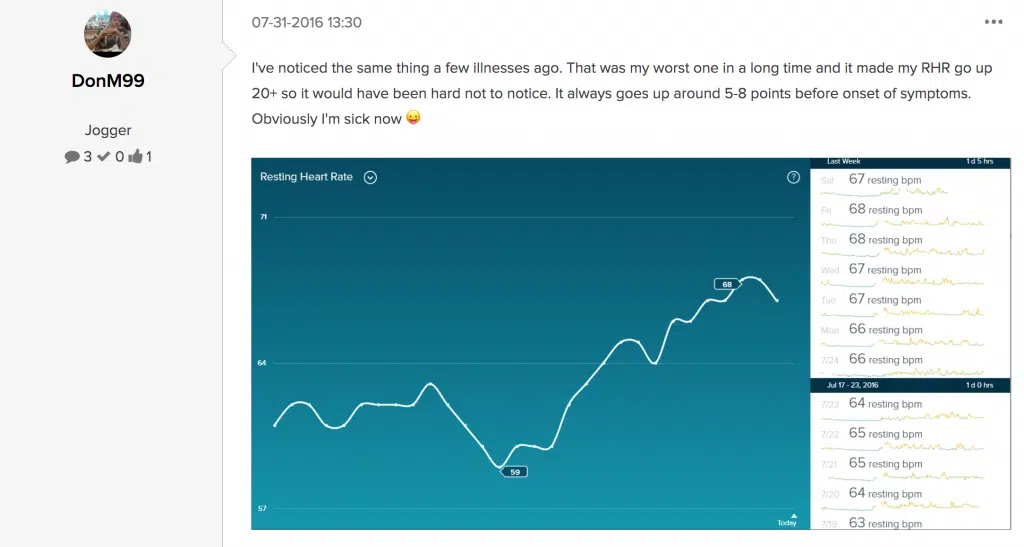 07-31-2016 13:30
DonM99
Jogger
3 0 1
I've noticed the same thing a few illnesses ago. That was my worst one in a long time and it made my RHR go up
20+ so it would have been hard not to notice. It always goes up around 5-8 points before onset of symptoms.
Obviously I'm sick now
Resting Heart Rate
?
71
68
64
59
57
Today
Last Week 1 d 5 hrs
Sat 67 resting bpm
Fri 68 resting bpm
Thu 68 resting bpm
Wed 67 resting bpm
Tue 67 resting bpm
Mon 66 resting bpm
7/24 66 resting bpm
Jul 17 - 23, 2016 1 d 0 hrs
7/23 64 resting bpm
7/22 65 resting bpm
7/21 65 resting bpm
7/20 64 resting bpm
7/19 63 resting bpm